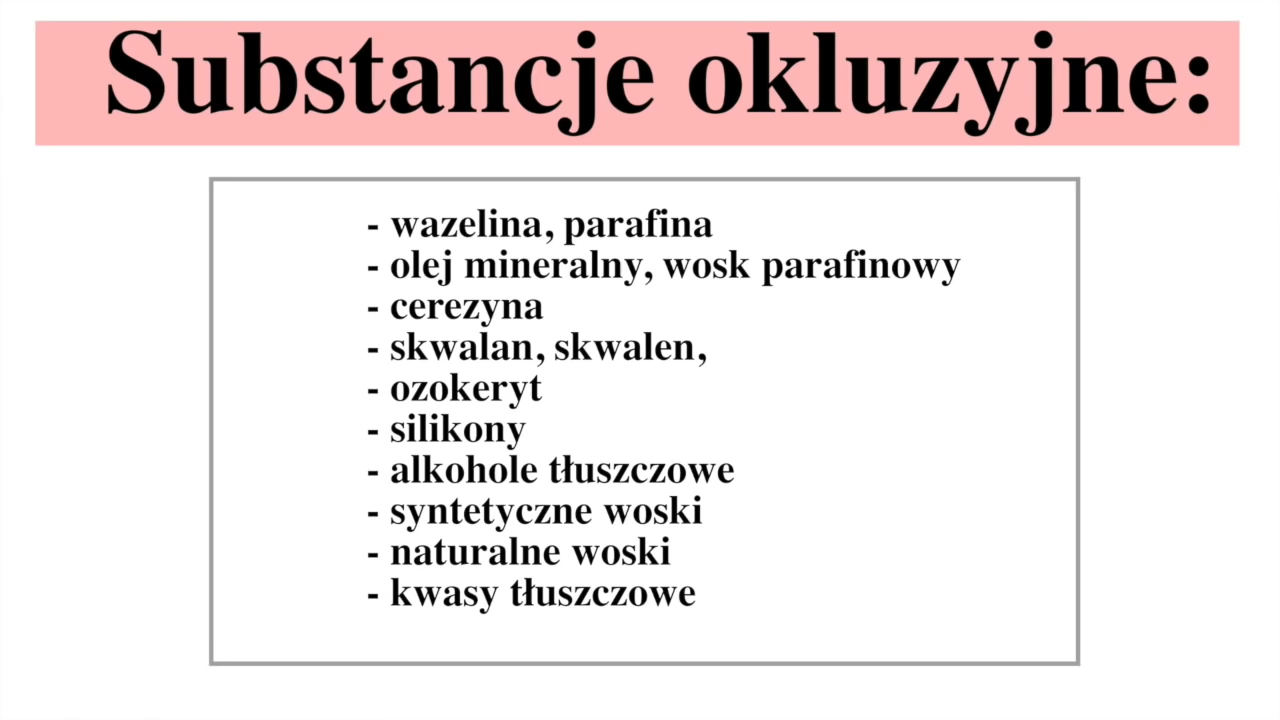 Substancje okluzyjne:
- wazelina, parafina
- olej mineralny, wosk parafinowy
- cerezyna
- skwalan, skwalen,
- ozokeryt
- silikony
- alkohole tłuszczowe
- syntetyczne woski
- naturalne woski
- kwasy tłuszczowe